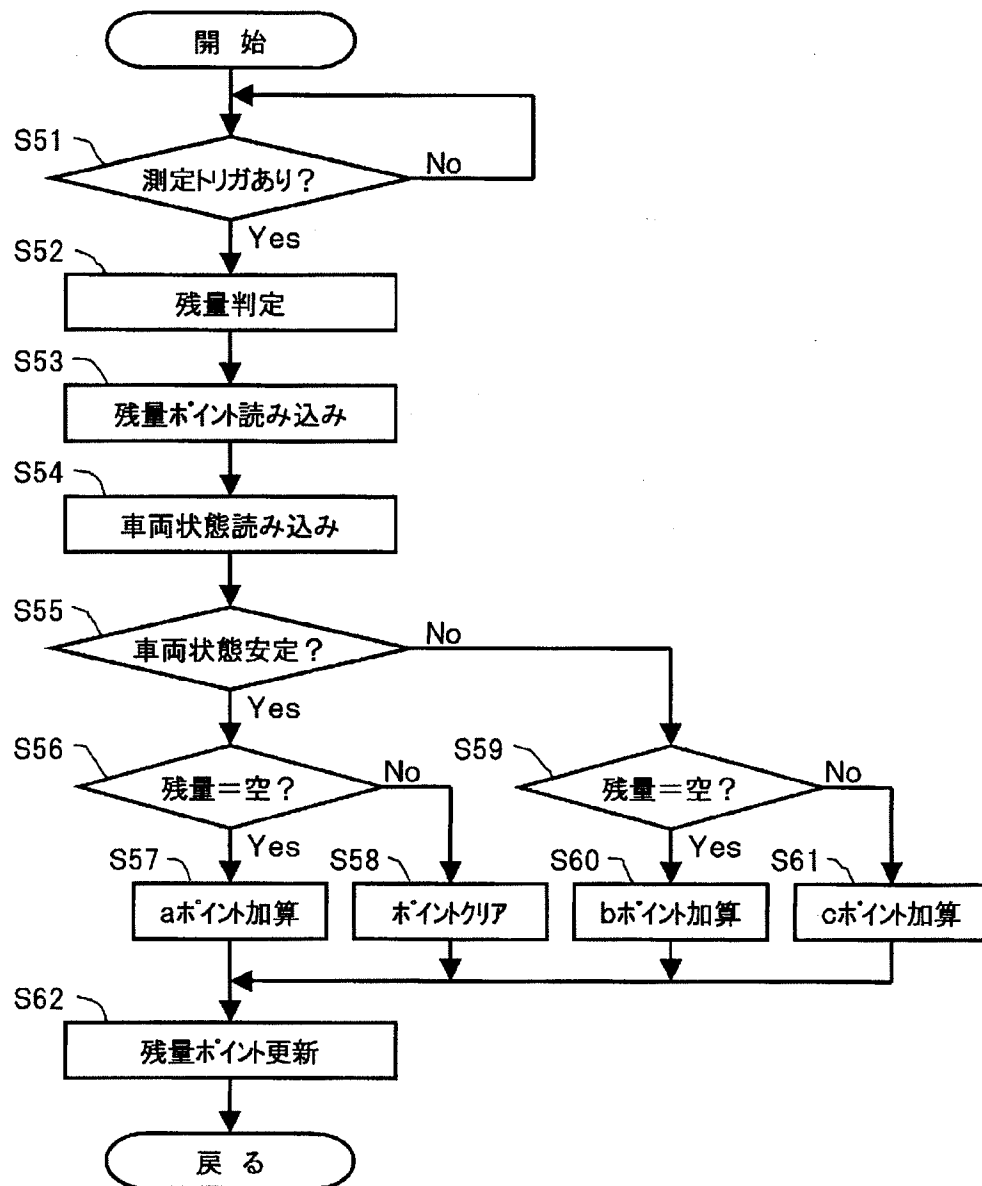 開 始
S51
測定トリガあり?
No
Yes
S52
残量判定
S53
残量ポイント読み込み
S54
車両状態読み込み
S55
車両状態安定?
No
Yes
S56
残量=空?
No
S59
残量=空?
No
Yes
Yes
S57
aポイント加算
S58
ポイントクリア
S60
bポイント加算
S61
cポイント加算
S62
残量ポイント更新
戻 る